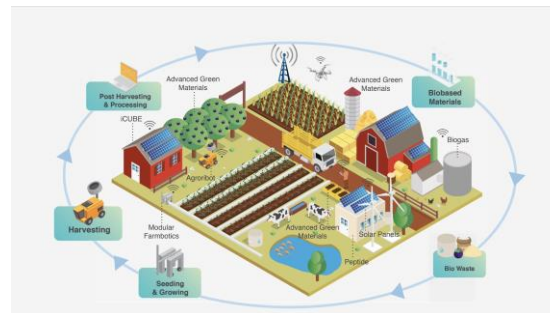 Advanced Green
Materials
Post Harvesting
& Processing
Advanced Green
Materials
Biobased
Materials
iCUBE
Biogas
Agroribot
Harvesting
Modular
Farmbotics
Advanced Green
Materials
Solar Panels
Peptide
Bio Waste
Seeding
& Growing